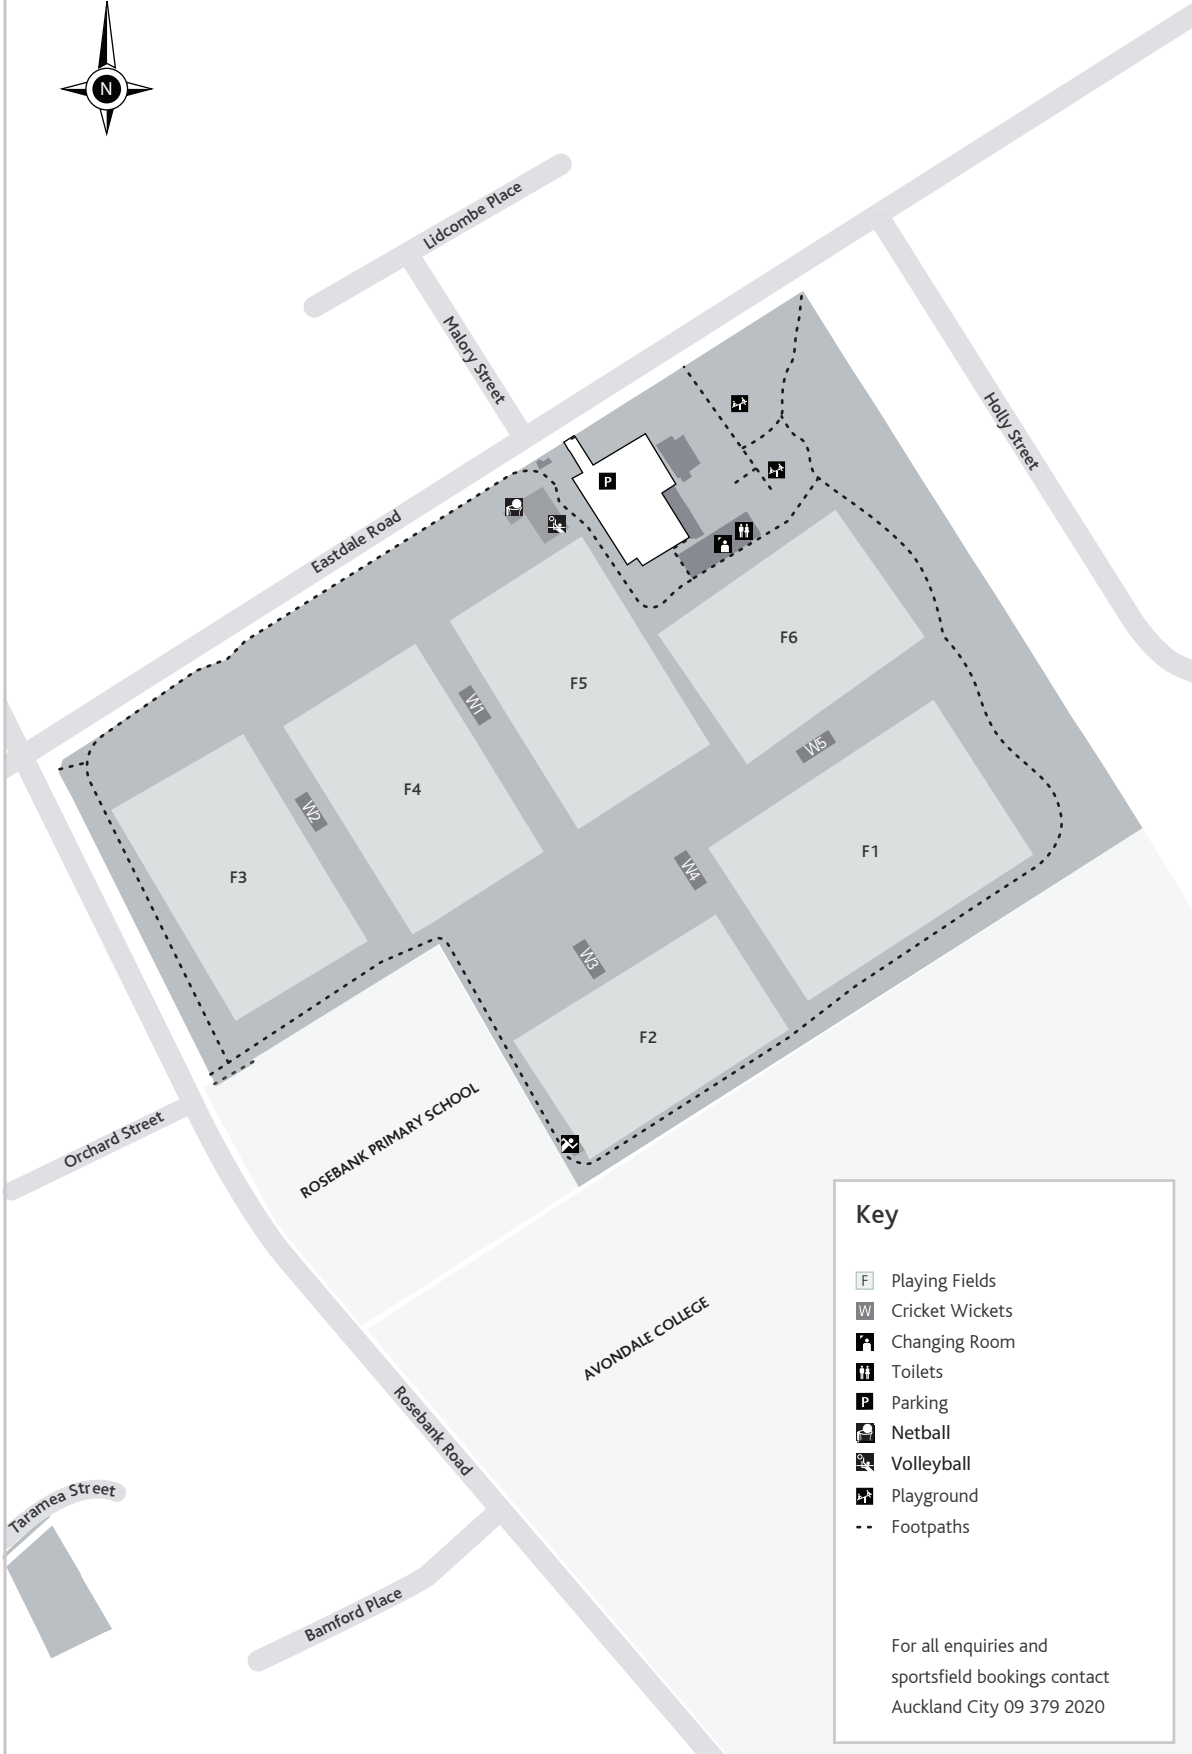 N
Lidcombe Place
Malory Street
Holly Street
P
Eastdale Road
F6
F5
W1
W5
F4
W2
F1
W4
F3
W3
F2
ROSEBANK PRIMARY SCHOOL
Orchard Street
Key
F Playing Fields
W Cricket Wickets
Changing Room
Toilets
P Parking
Netball
Volleyball
Playground
Footpaths
AVONDALE COLLEGE
Rosebank Road
Taramea Street
Bamford Place
For all enquiries and
sportsfield bookings contact
Auckland City 09 379 2020